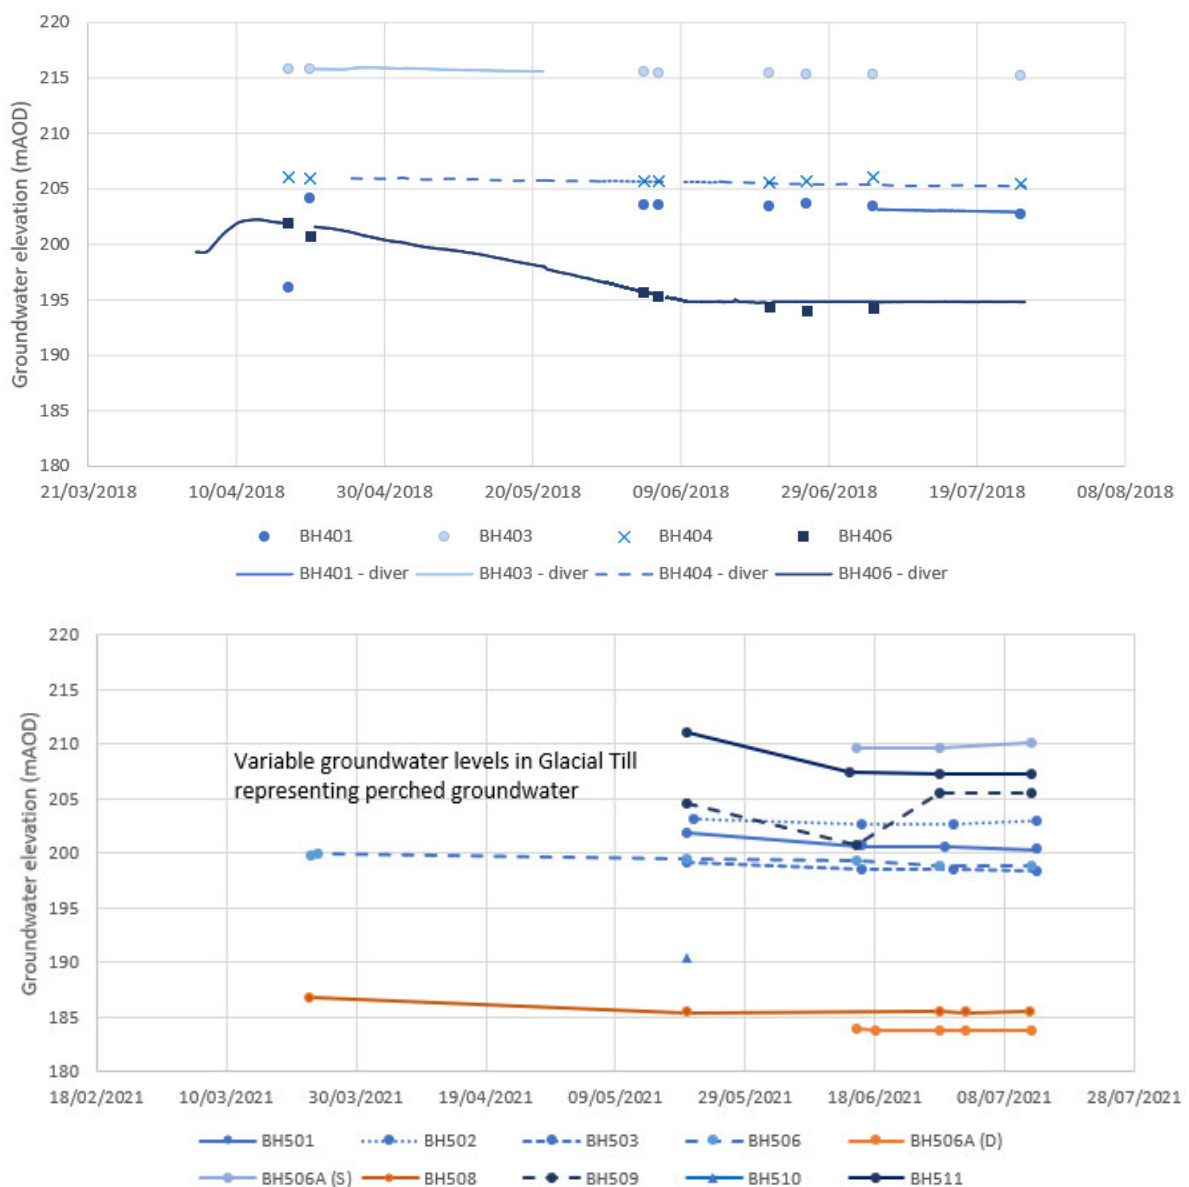 Groundwater elevation (mAOD)
220
215
210
205
200
195
190
185
180
21/03/2018 10/04/2018 30/04/2018 20/05/2018 09/06/2018 29/06/2018 19/07/2018 08/08/2018
BH401 BH403 BH404 BH406
BH401 - diver BH403 - diver BH404 - diver BH406 - diver
Groundwater elevation (mAOD)
220
215
210
205
200
195
190
185
180
Variable groundwater levels in Glacial Till
representing perched groundwater
18/02/2021 10/03/2021 30/03/2021 19/04/2021 09/05/2021 29/05/2021 18/06/2021 08/07/2021 28/07/2021
BH501 BH502 BH503 BH506 BH506A (D)
BH506A (S) BH508 BH509 BH510 BH511